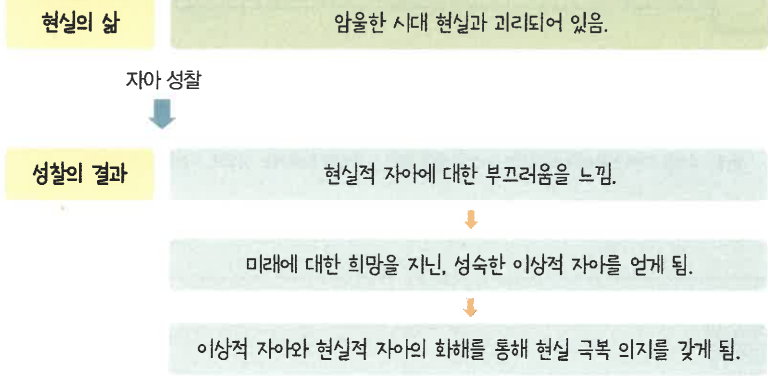 현실의 삶
암울한 시대 현실과 괴리되어 있음.
자아 성찰
성찰의 결과
현실적 자아에 대한 부끄러움을 느낌.
미래에 대한 희망을 지닌, 성숙한 이상적 자아를 얻게 됨.
이상적 자아와 현실적 자아의 화해를 통해 현실 극복 의지를 갖게 됨.